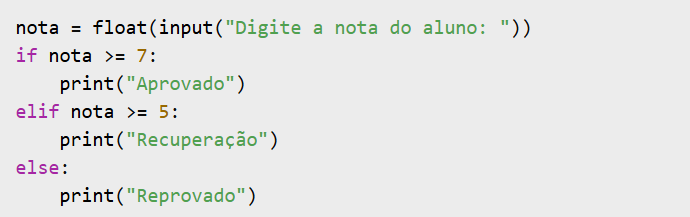 nota = float(input("Digite a nota do aluno: "))
if nota >= 7:
    print("Aprovado")
elif nota >= 5:
    print("Recuperação")
else:
    print("Reprovado")